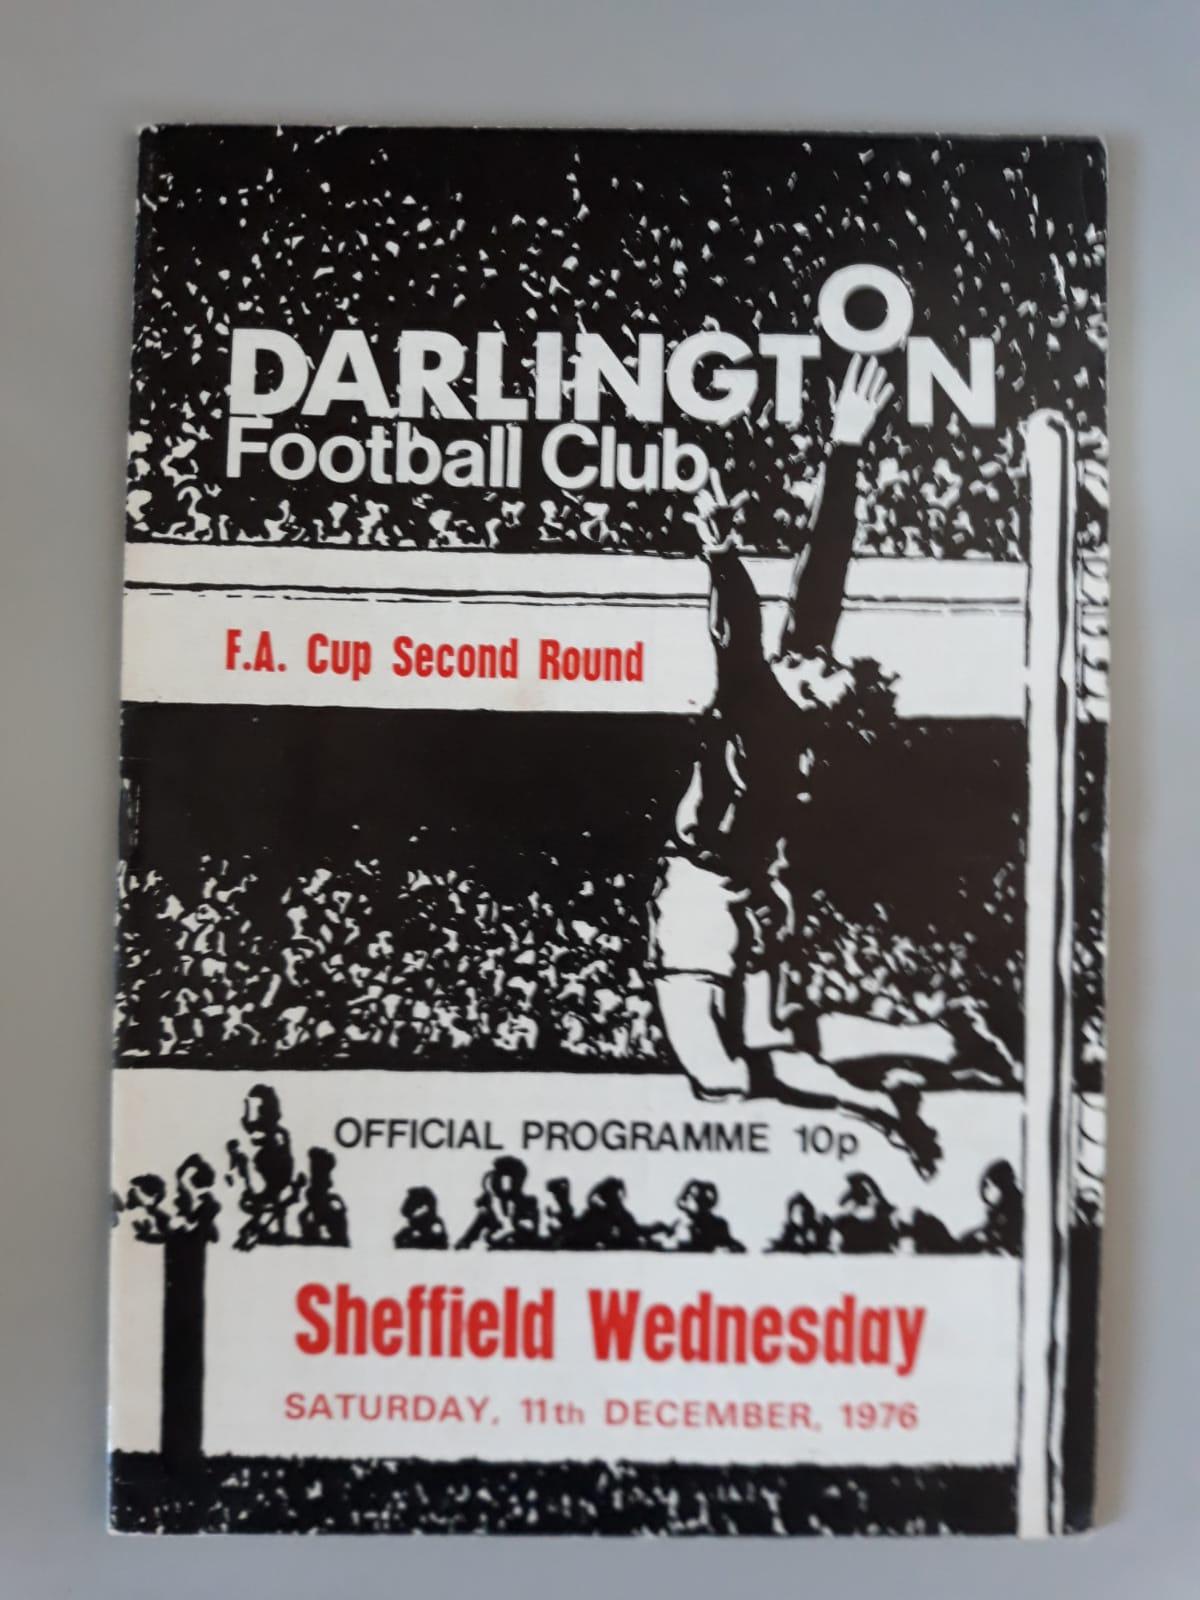 DARLINGTON
Football Club
F.A. Cup Second Round
OFFICIAL PROGRAMME 10p
Sheffield Wednesday
SATURDAY, 11th DECEMBER, 1976